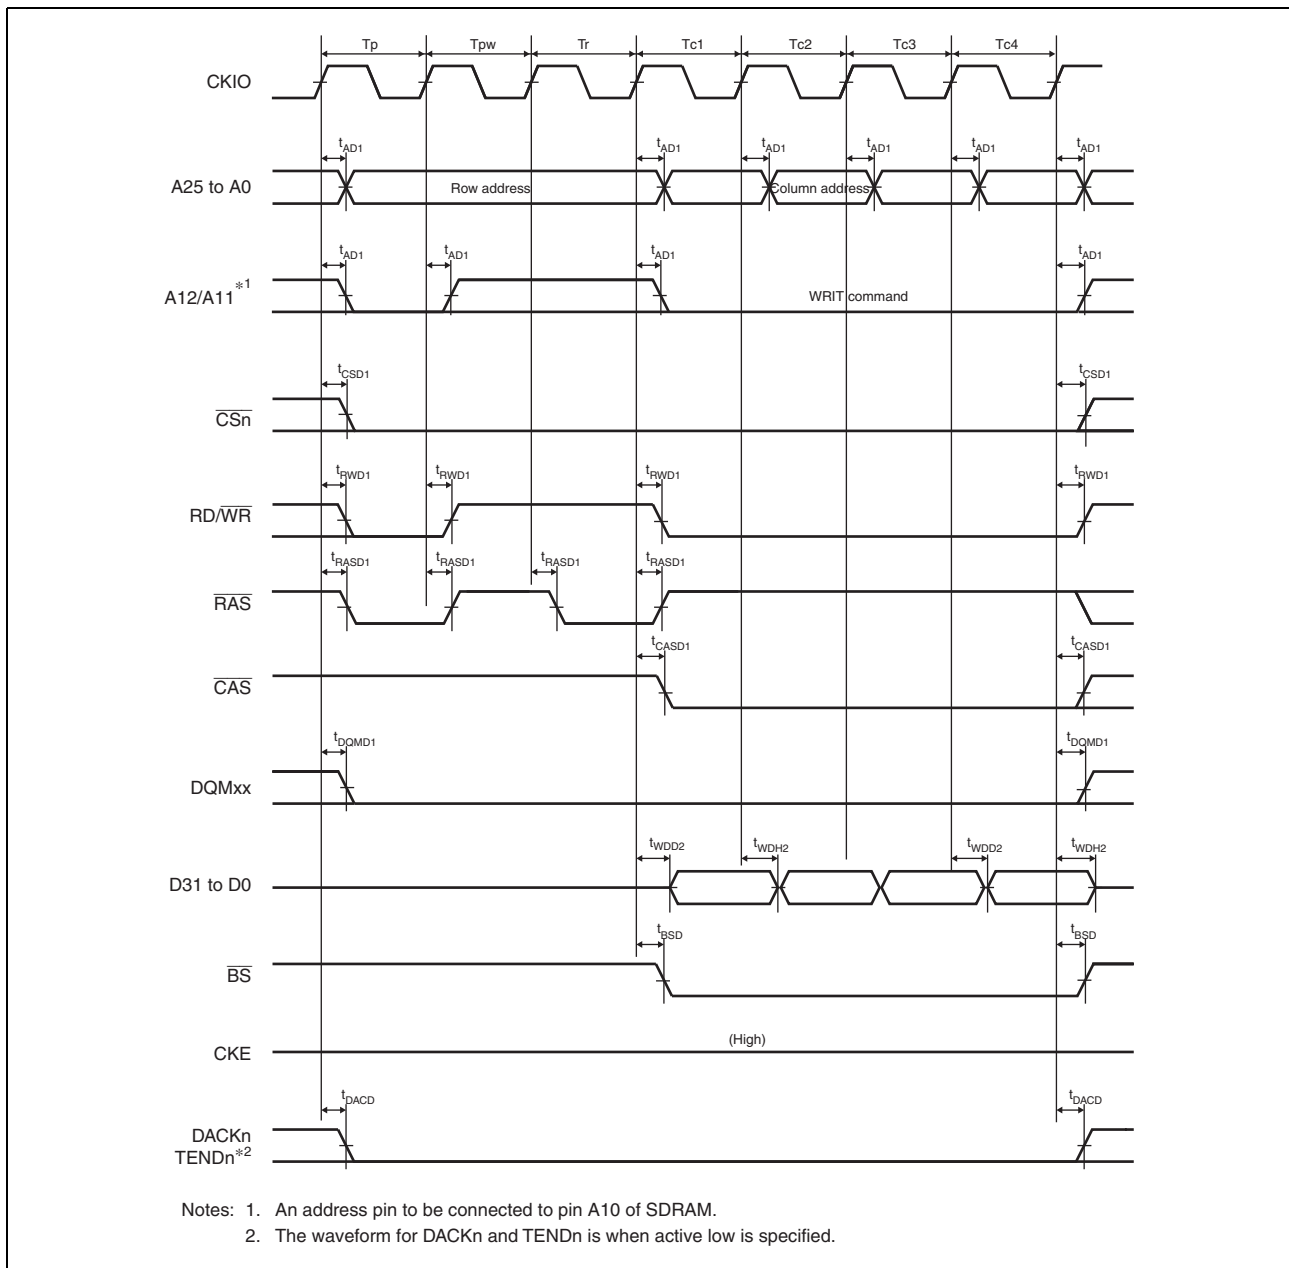 Tp Tpw Tr Tc1 Tc2 Tc3 Tc4
CKIO
tAD1 tAD1 tAD1 tAD1 tAD1 tAD1
A25 to A0 Row address Column address
tAD1 tAD1 tAD1 tAD1
A12/A11*1 WRIT command
tCSD1 tCSD1
CSn
tRWD1 tRWD1 tRWD1 tRWD1
RD/WR
tRASD1 tRASD1 tRASD1 tRASD1
RAS
tCASD1 tCASD1
CAS
tDQMD1 tDQMD1
DQMxx
tWDD2 tWDH2 tWDD2 tWDH2
D31 to D0
tBSD tBSD
BS
(High)
CKE
tDACD tDACD
DACKn
TENDn*2
Notes: 1. An address pin to be connected to pin A10 of SDRAM.
2. The waveform for DACKn and TENDn is when active low is specified.